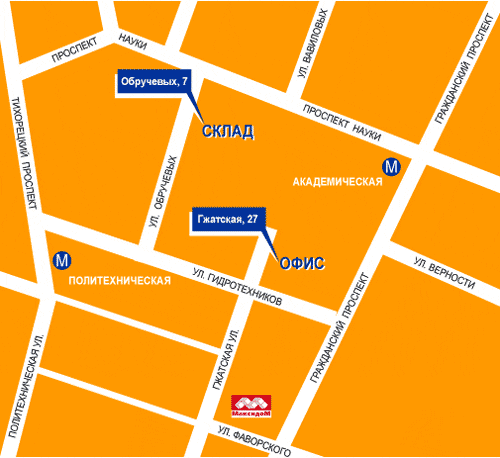 ПРОСПЕКТ НАУКИ
УЛ. ВАВИЛОВЫХ
ГРАЖДАНСКИЙ ПРОСПЕКТ
Обручевых, 7
СКЛАД
ТИХОРЕЦКИЙ ПРОСПЕКТ
ПРОСПЕКТ НАУКИ
М
АКАДЕМИЧЕСКАЯ
УЛ. ОБРУЧЕВЫХ
Гжатская, 27
ОФИС
М
ПОЛИТЕХНИЧЕСКАЯ
УЛ. ГИДРОТЕХНИКОВ
УЛ. ВЕРНОСТИ
ГРАЖДАНСКИЙ ПРОСПЕКТ
ПОЛИТЕХНИЧЕСКАЯ УЛ.
ГЖАТСКАЯ УЛ.
МаксидоМ
УЛ. ФАВОРСКОГО